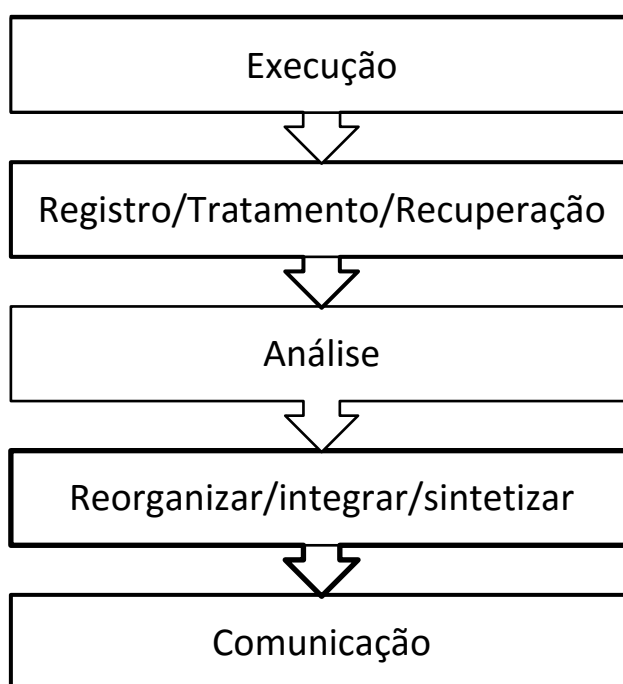 Execução
Registro/Tratamento/Recuperação
Análise
Reorganizar/integrar/sintetizar
Comunicação